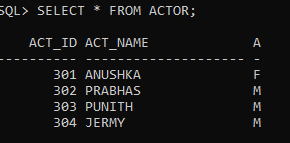 SQL> SELECT * FROM ACTOR;
ACT_ID ACT_NAME A
---------- -------------------- -
301 ANUSHKA F
302 PRABHAS M
303 PUNITH M
304 JERMY M